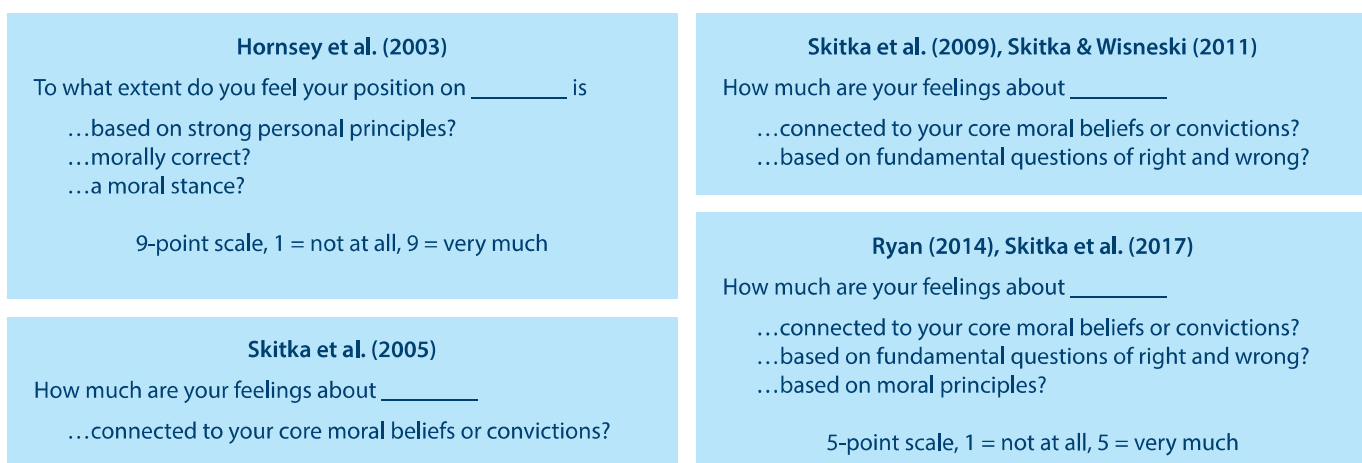 Hornsey et al. (2003)
To what extent do you feel your position on ________ is
…based on strong personal principles?
…morally correct?
…a moral stance?
9-point scale, 1 = not at all, 9 = very much
Skitka et al. (2005)
How much are your feelings about ________
…connected to your core moral beliefs or convictions?
Skitka et al. (2009), Skitka & Wisneski (2011)
How much are your feelings about ________
…connected to your core moral beliefs or convictions?
…based on fundamental questions of right and wrong?
Ryan (2014), Skitka et al. (2017)
How much are your feelings about ________
…connected to your core moral beliefs or convictions?
…based on fundamental questions of right and wrong?
…based on moral principles?
5-point scale, 1 = not at all, 5 = very much